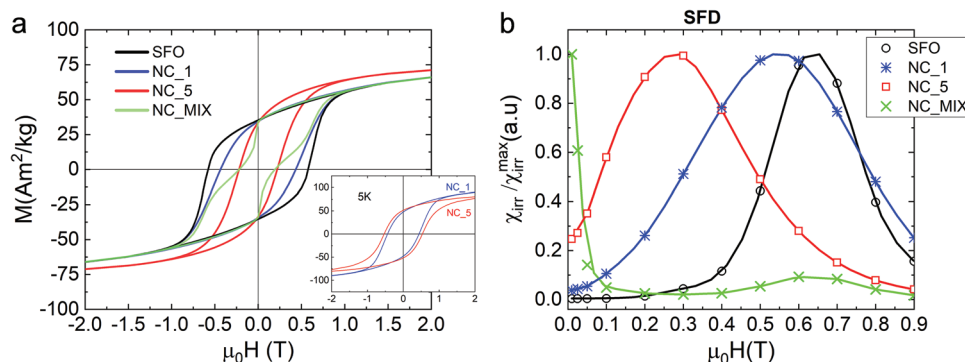 a
M(Am²/kg)
100
75
50
25
0
-25
-50
-75
-100
SFO
NC_1
NC_5
NC_MIX
-2.0 -1.5 -1.0 -0.5 0.0 0.5 1.0 1.5 2.0
μ₀H (T)
5K
NC_1
NC_5
100
50
0
-50
-100
-2 -1 0 1 2
b
SFD
χirr/χirrmax(a.u)
1.0
0.8
0.6
0.4
0.2
0.0
SFO
NC_1
NC_5
NC_MIX
0.0 0.1 0.2 0.3 0.4 0.5 0.6 0.7 0.8 0.9
μ₀H(T)